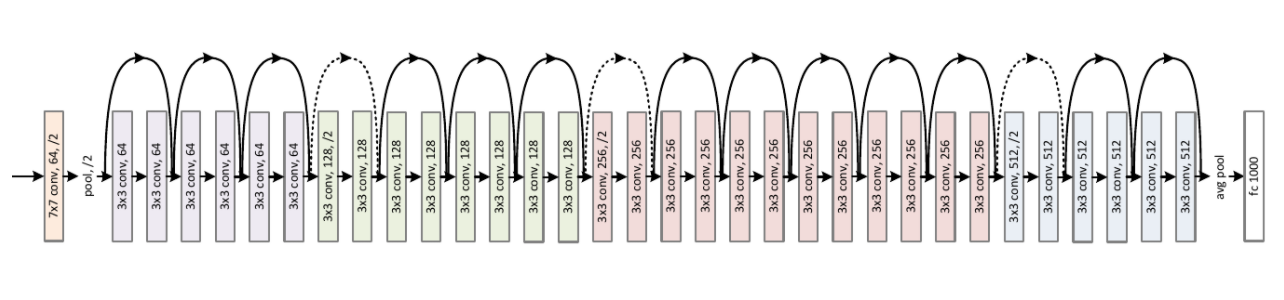 7x7 conv, 64, /2
pool, /2
3x3 conv, 64
3x3 conv, 64
3x3 conv, 64
3x3 conv, 64
3x3 conv, 64
3x3 conv, 64
3x3 conv, 128, /2
3x3 conv, 128
3x3 conv, 128
3x3 conv, 128
3x3 conv, 128
3x3 conv, 128
3x3 conv, 128
3x3 conv, 128
3x3 conv, 256, /2
3x3 conv, 256
3x3 conv, 256
3x3 conv, 256
3x3 conv, 256
3x3 conv, 256
3x3 conv, 256
3x3 conv, 256
3x3 conv, 256
3x3 conv, 256
3x3 conv, 256
3x3 conv, 256
3x3 conv, 512, /2
3x3 conv, 512
3x3 conv, 512
3x3 conv, 512
3x3 conv, 512
3x3 conv, 512
avg pool
fc 1000